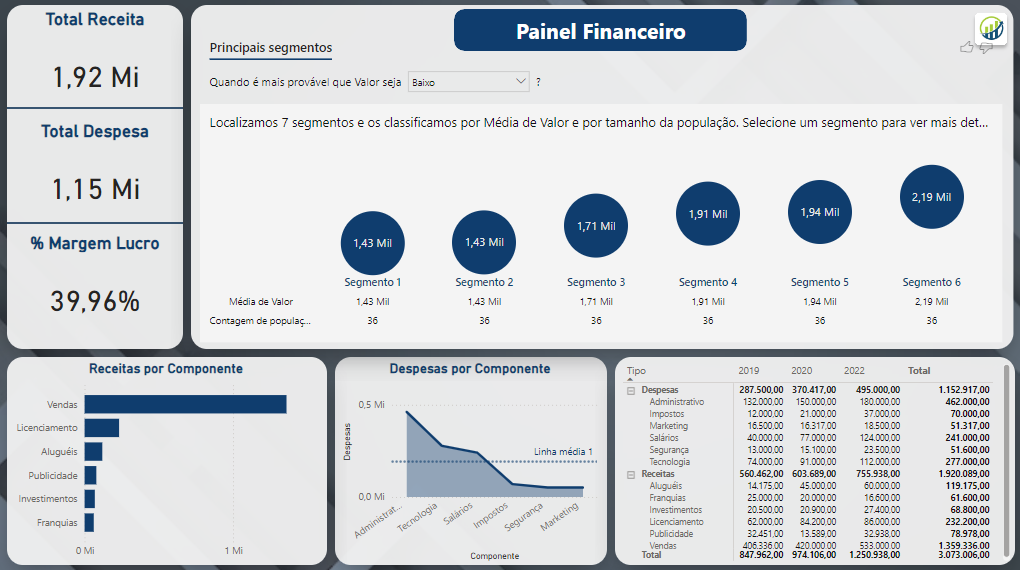 Total Receita
1,92 Mi
Total Despesa
1,15 Mi
% Margem Lucro
39,96%
Painel Financeiro
Principais segmentos
Quando é mais provável que Valor seja Baixo ?
Localizamos 7 segmentos e os classificamos por Média de Valor e por tamanho da população. Selecione um segmento para ver mais det...
1,43 Mil 1,43 Mil 1,71 Mil 1,91 Mil 1,94 Mil 2,19 Mil
Segmento 1 Segmento 2 Segmento 3 Segmento 4 Segmento 5 Segmento 6
Média de Valor 1,43 Mil 1,43 Mil 1,71 Mil 1,91 Mil 1,94 Mil 2,19 Mil
Contagem de populaç... 36 36 36 36 36 36
Receitas por Componente
Vendas
Licenciamento
Aluguéis
Publicidade
Investimentos
Franquias
0 Mi 1 Mi
Despesas por Componente
0,5 Mi
Despesas
Linha média 1
0,0 Mi
Administrat... Tecnologia Salários Impostos Segurança Marketing
Componente
Tipo 2019 2020 2022 Total
Despesas 287.500,00 370.417,00 495.000,00 1.152.917,00
Administrativo 132.000,00 150.000,00 180.000,00 462.000,00
Impostos 12.000,00 21.000,00 37.000,00 70.000,00
Marketing 16.500,00 16.317,00 18.500,00 51.317,00
Salários 40.000,00 77.000,00 124.000,00 241.000,00
Segurança 13.000,00 15.100,00 23.500,00 51.600,00
Tecnologia 74.000,00 91.000,00 112.000,00 277.000,00
Receitas 560.462,00 603.689,00 755.938,00 1.920.089,00
Aluguéis 14.175,00 45.000,00 60.000,00 119.175,00
Franquias 25.000,00 20.000,00 16.600,00 61.600,00
Investimentos 20.500,00 20.900,00 27.400,00 68.800,00
Licenciamento 62.000,00 84.200,00 86.000,00 232.200,00
Publicidade 32.451,00 13.589,00 32.938,00 78.978,00
Vendas 406.336,00 420.000,00 533.000,00 1.359.336,00
Total 847.962,00 974.106,00 1.250.938,00 3.073.006,00